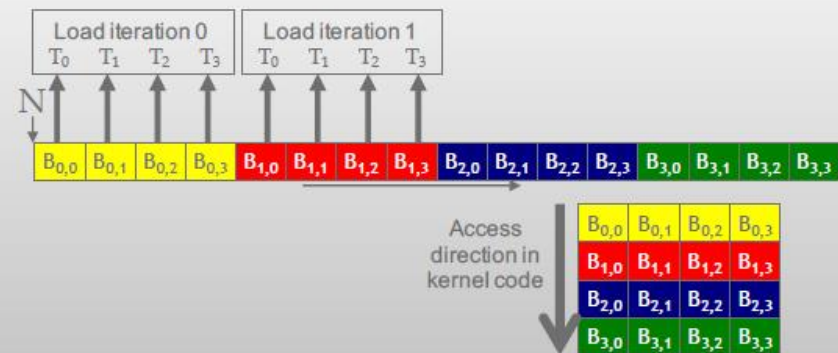 Load iteration 0
T₀ T₁ T₂ T₃
Load iteration 1
T₀ T₁ T₂ T₃
N
B₀,₀ B₀,₁ B₀,₂ B₀,₃ B₁,₀ B₁,₁ B₁,₂ B₁,₃ B₂,₀ B₂,₁ B₂,₂ B₂,₃ B₃,₀ B₃,₁ B₃,₂ B₃,₃
Access
direction in
kernel code
B₀,₀ B₀,₁ B₀,₂ B₀,₃
B₁,₀ B₁,₁ B₁,₂ B₁,₃
B₂,₀ B₂,₁ B₂,₂ B₂,₃
B₃,₀ B₃,₁ B₃,₂ B₃,₃